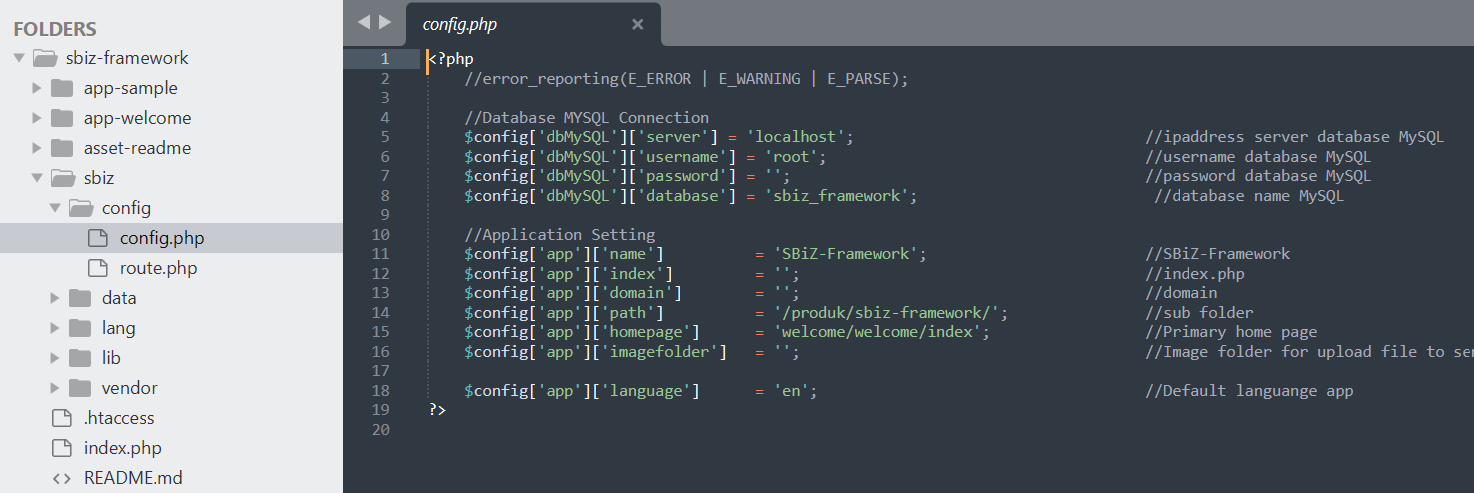 FOLDERS
sbiz-framework
app-sample
app-welcome
asset-readme
sbiz
config
config.php
route.php
data
lang
lib
vendor
.htaccess
index.php
README.md
config.php
1 <?php
2 //error_reporting(E_ERROR | E_WARNING | E_PARSE);
3
4 //Database MYSQL Connection
5 $config['dbMySQL']['server'] = 'localhost'; //ipaddress server database MySQL
6 $config['dbMySQL']['username'] = 'root'; //username database MySQL
7 $config['dbMySQL']['password'] = ''; //password database MySQL
8 $config['dbMySQL']['database'] = 'sbiz_framework'; //database name MySQL
9
10 //Application Setting
11 $config['app']['name'] = 'SBiZ-Framework'; //SBiZ-Framework
12 $config['app']['index'] = ''; //index.php
13 $config['app']['domain'] = ''; //domain
14 $config['app']['path'] = '/produk/sbiz-framework/'; //sub folder
15 $config['app']['homepage'] = 'welcome/welcome/index'; //Primary home page
16 $config['app']['imagefolder'] = ''; //Image folder for upload file to se
17
18 $config['app']['language'] = 'en'; //Default languange app
19 ?>
20